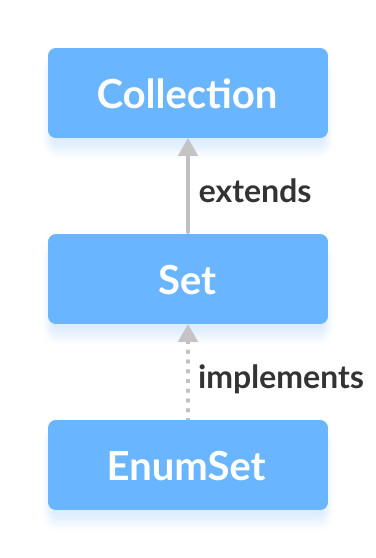 Collection
extends
Set
implements
EnumSet